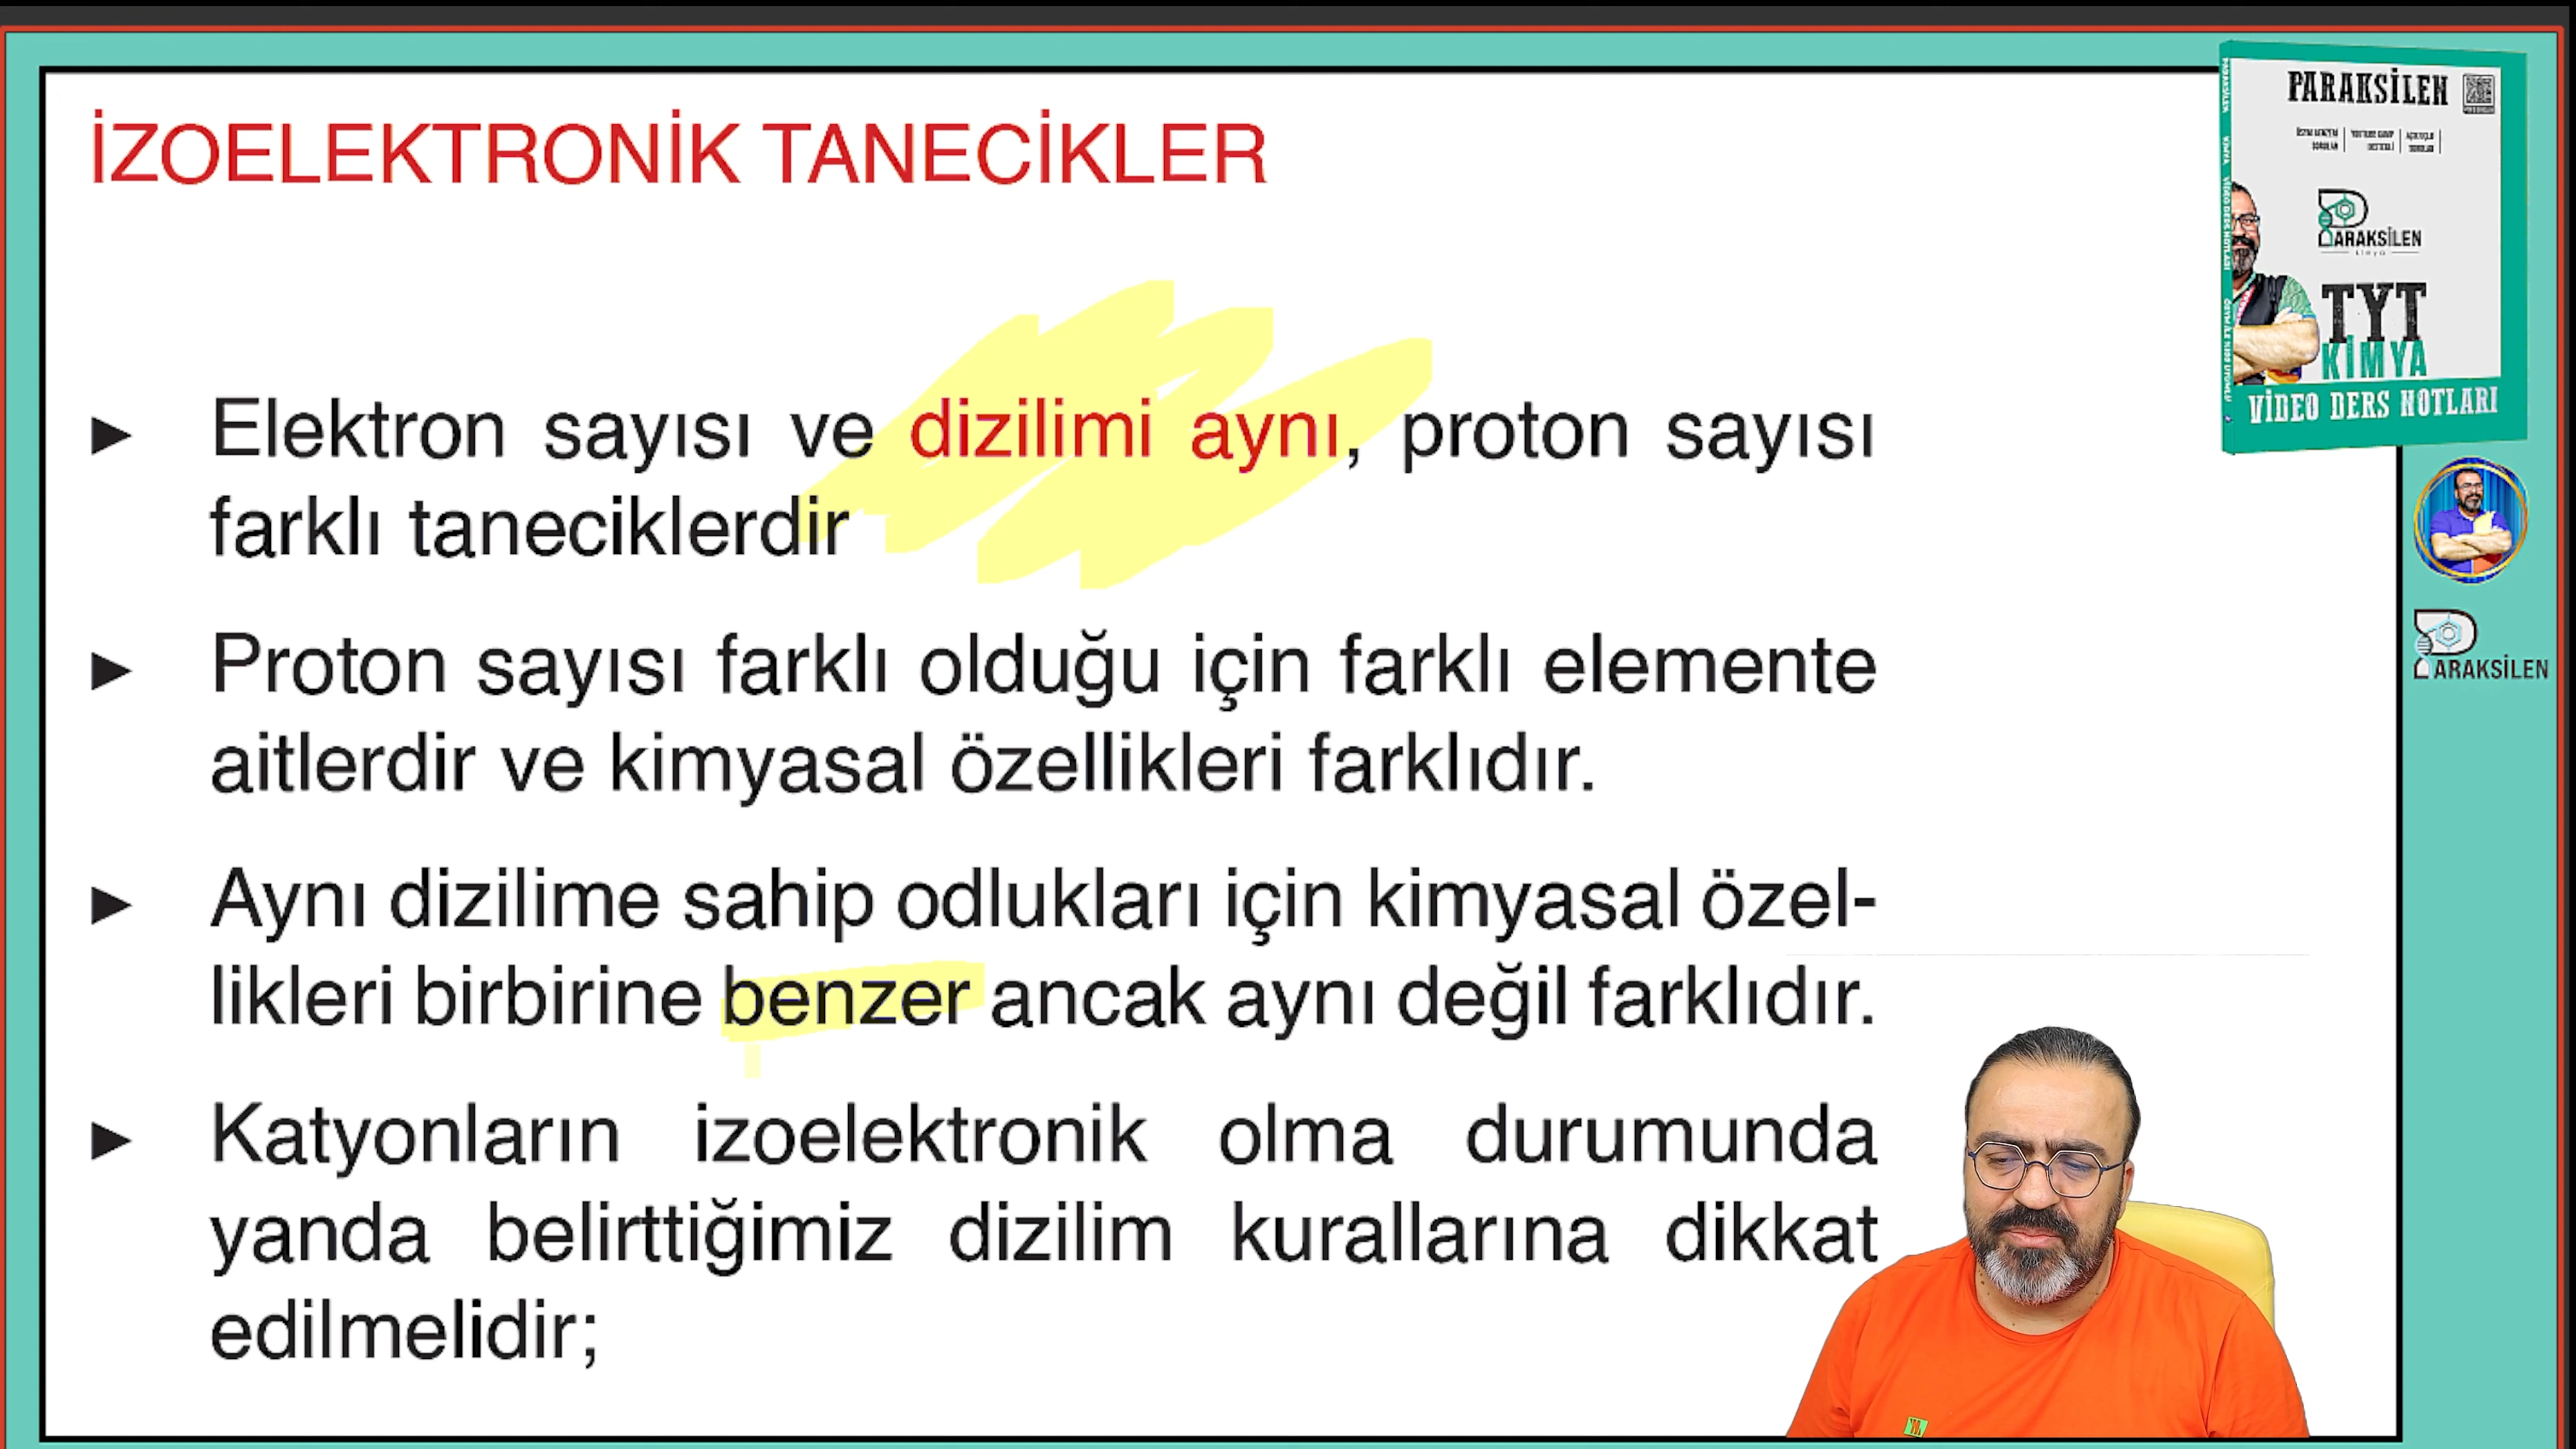 İZOELEKTRONİK TANECİKLER
Elektron sayısı ve dizilimi aynı, proton sayısı
farklı taneciklerdir
Proton sayısı farklı olduğu için farklı elemente
aitlerdir ve kimyasal özellikleri farklıdır.
Aynı dizilime sahip odlukları için kimyasal özel-
likleri birbirine benzer ancak aynı değil farklıdır.
Katyonların izoelektronik olma durumunda
yanda belirttiğimiz dizilim kurallarına dikkat
edilmelidir;
PARAKSİLEN
PARAKSİLEN
kimya
TYT
KİMYA
VİDEO DERS NOTLARI
PARAKSİLEN